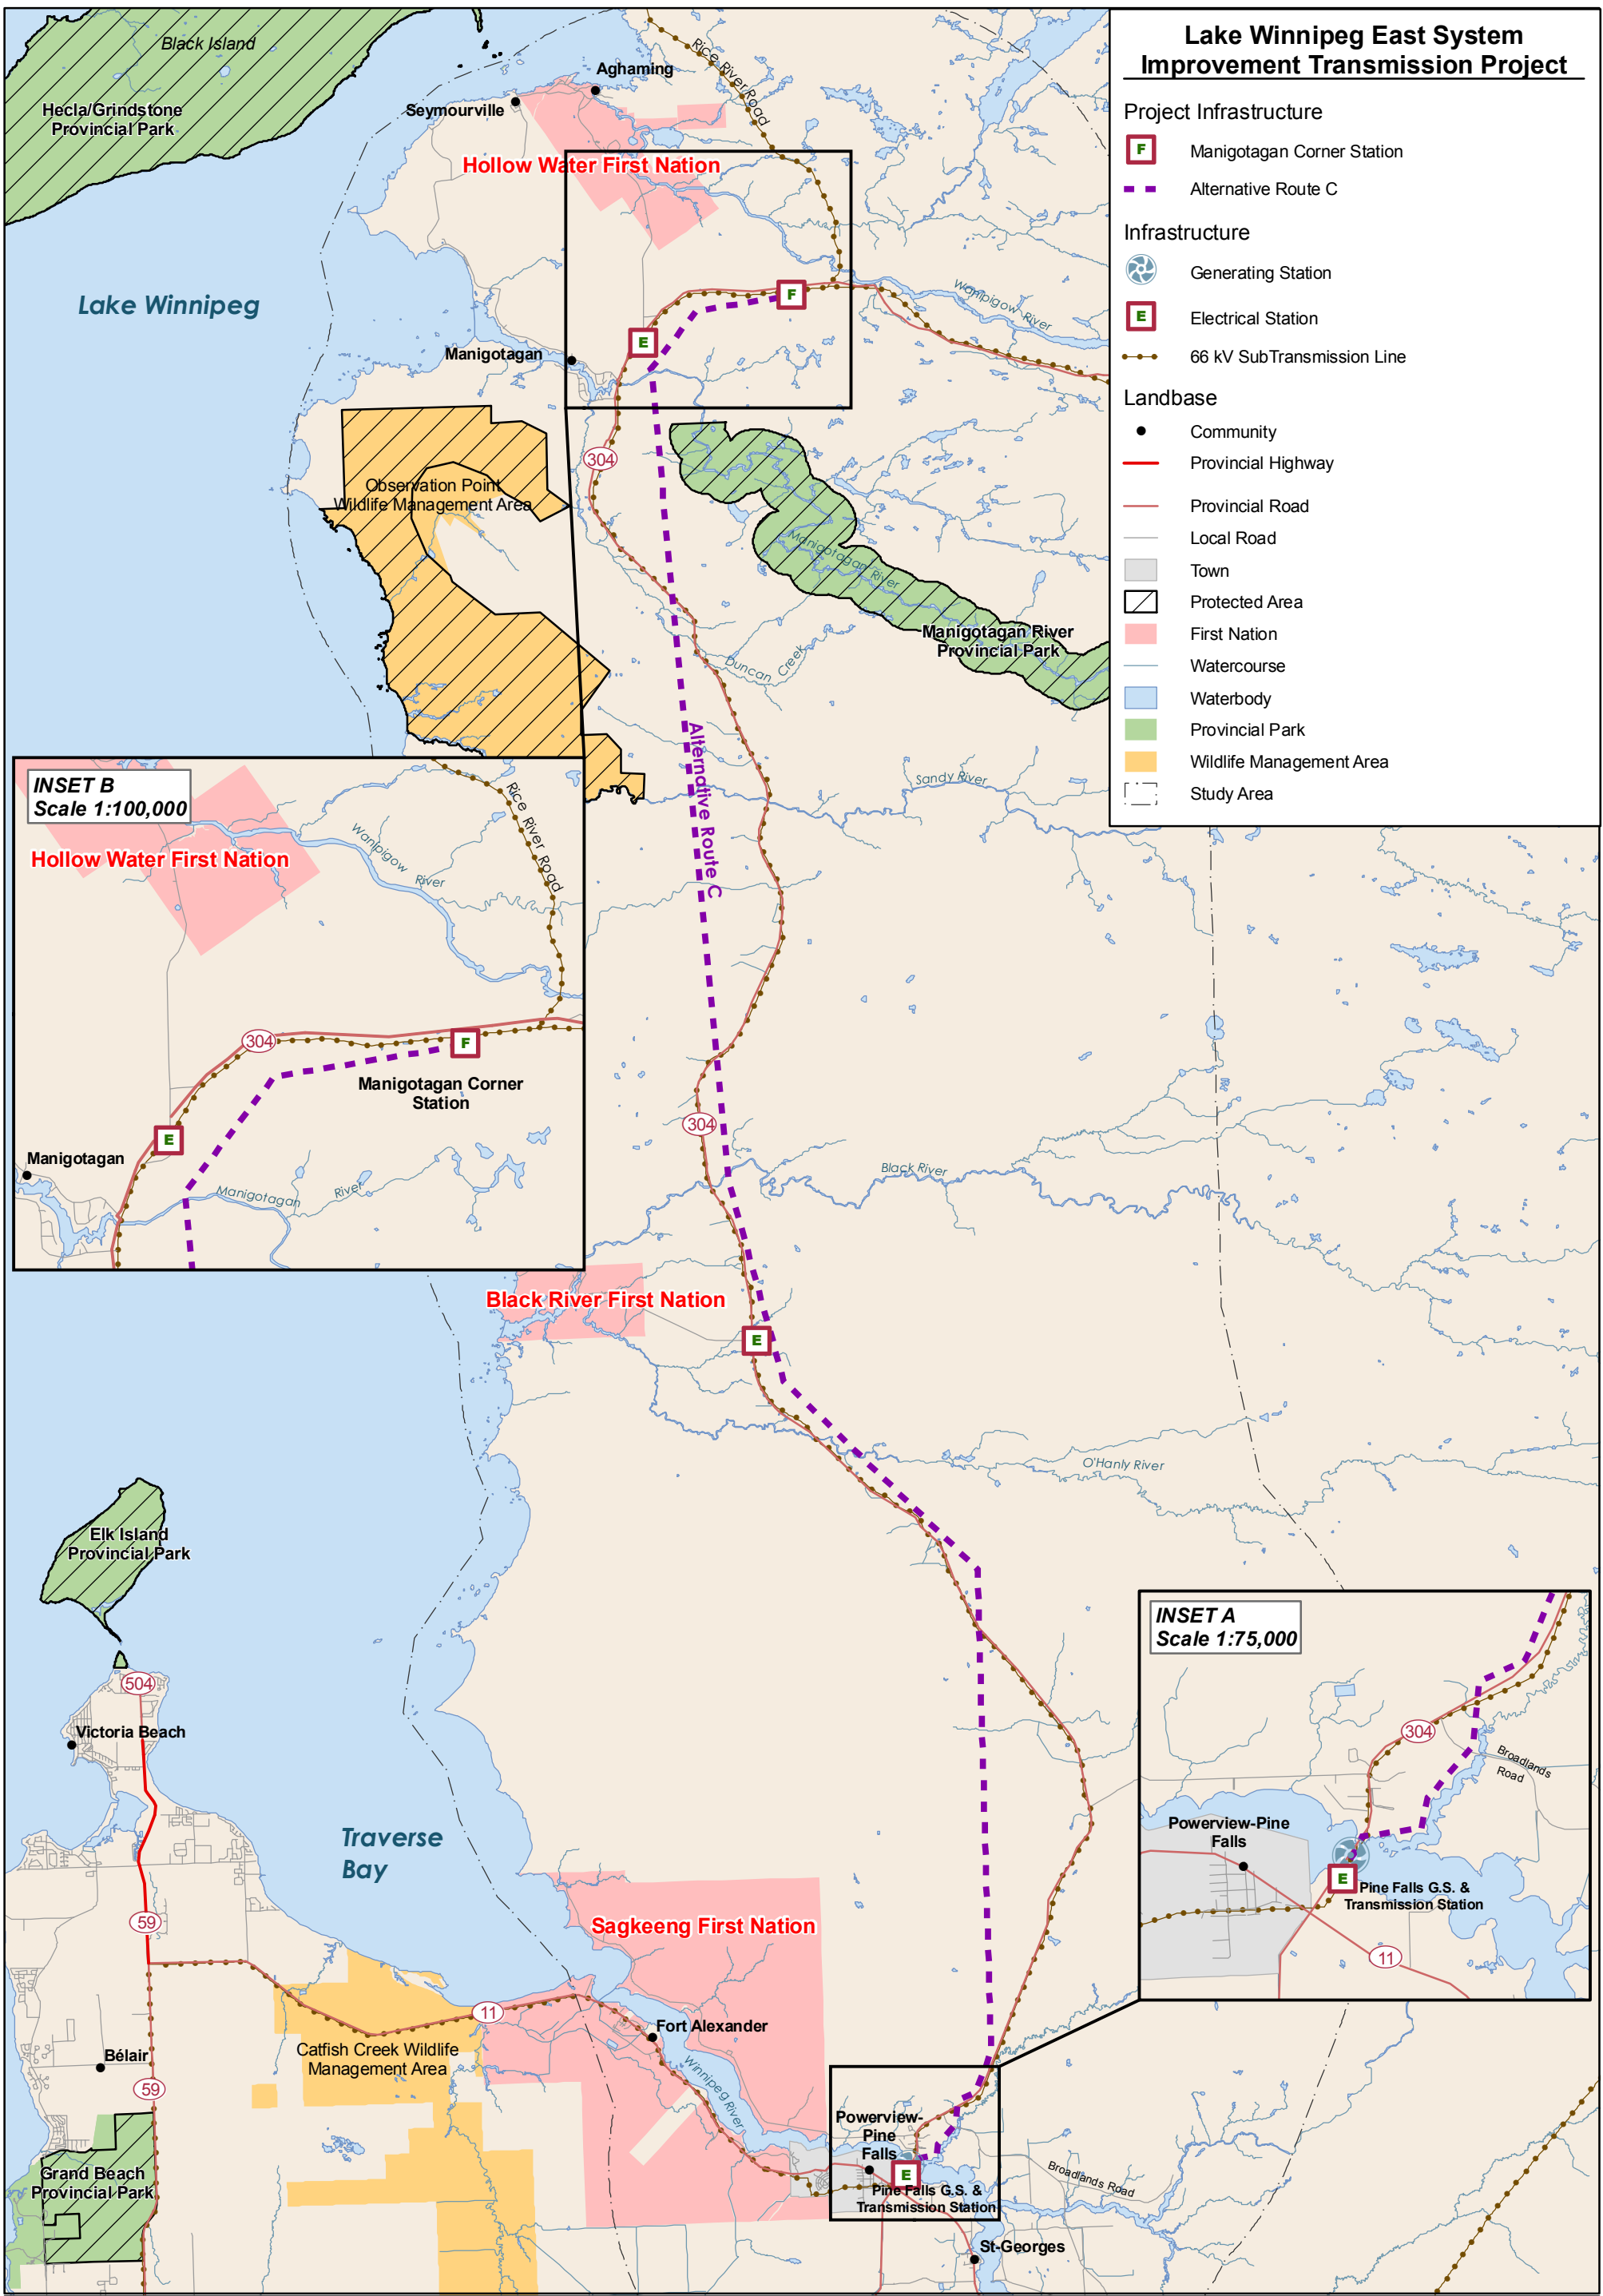 Lake Winnipeg East System
Improvement Transmission Project
Project Infrastructure
F
Manigotagan Corner Station
Alternative Route C
Infrastructure
Generating Station
E
Electrical Station
66 kV SubTransmission Line
Landbase
Community
Provincial Highway
Provincial Road
Local Road
Town
Protected Area
First Nation
Watercourse
Waterbody
Provincial Park
Wildlife Management Area
Study Area
Black Island
Hecla/Grindstone
Provincial Park
Aghaming
Seymourville
Rice River Road
Hollow Water First Nation
Lake Winnipeg
Wanipigow River
F
E
Manigotagan
304
Observation Point
Wildlife Management Area
Manigotagan River
Manigotagan River
Provincial Park
Duncan Creek
Sandy River
Alternative Route C
INSET B
Scale 1:100,000
Hollow Water First Nation
Wanipigow River
Rice River Road
304
F
Manigotagan Corner
Station
E
Manigotagan
Manigotagan River
304
Black River
Black River First Nation
E
O'Hanly River
Elk Island
Provincial Park
504
Victoria Beach
Traverse
Bay
59
Sagkeeng First Nation
11
Fort Alexander
Catfish Creek Wildlife
Management Area
Bélair
59
Winnipeg River
Grand Beach
Provincial Park
Powerview-
Pine
Falls
E
Pine Falls G.S. &
Transmission Station
Broadlands Road
St-Georges
INSET A
Scale 1:75,000
304
Broadlands
Road
Powerview-Pine
Falls
E
Pine Falls G.S. &
Transmission Station
11